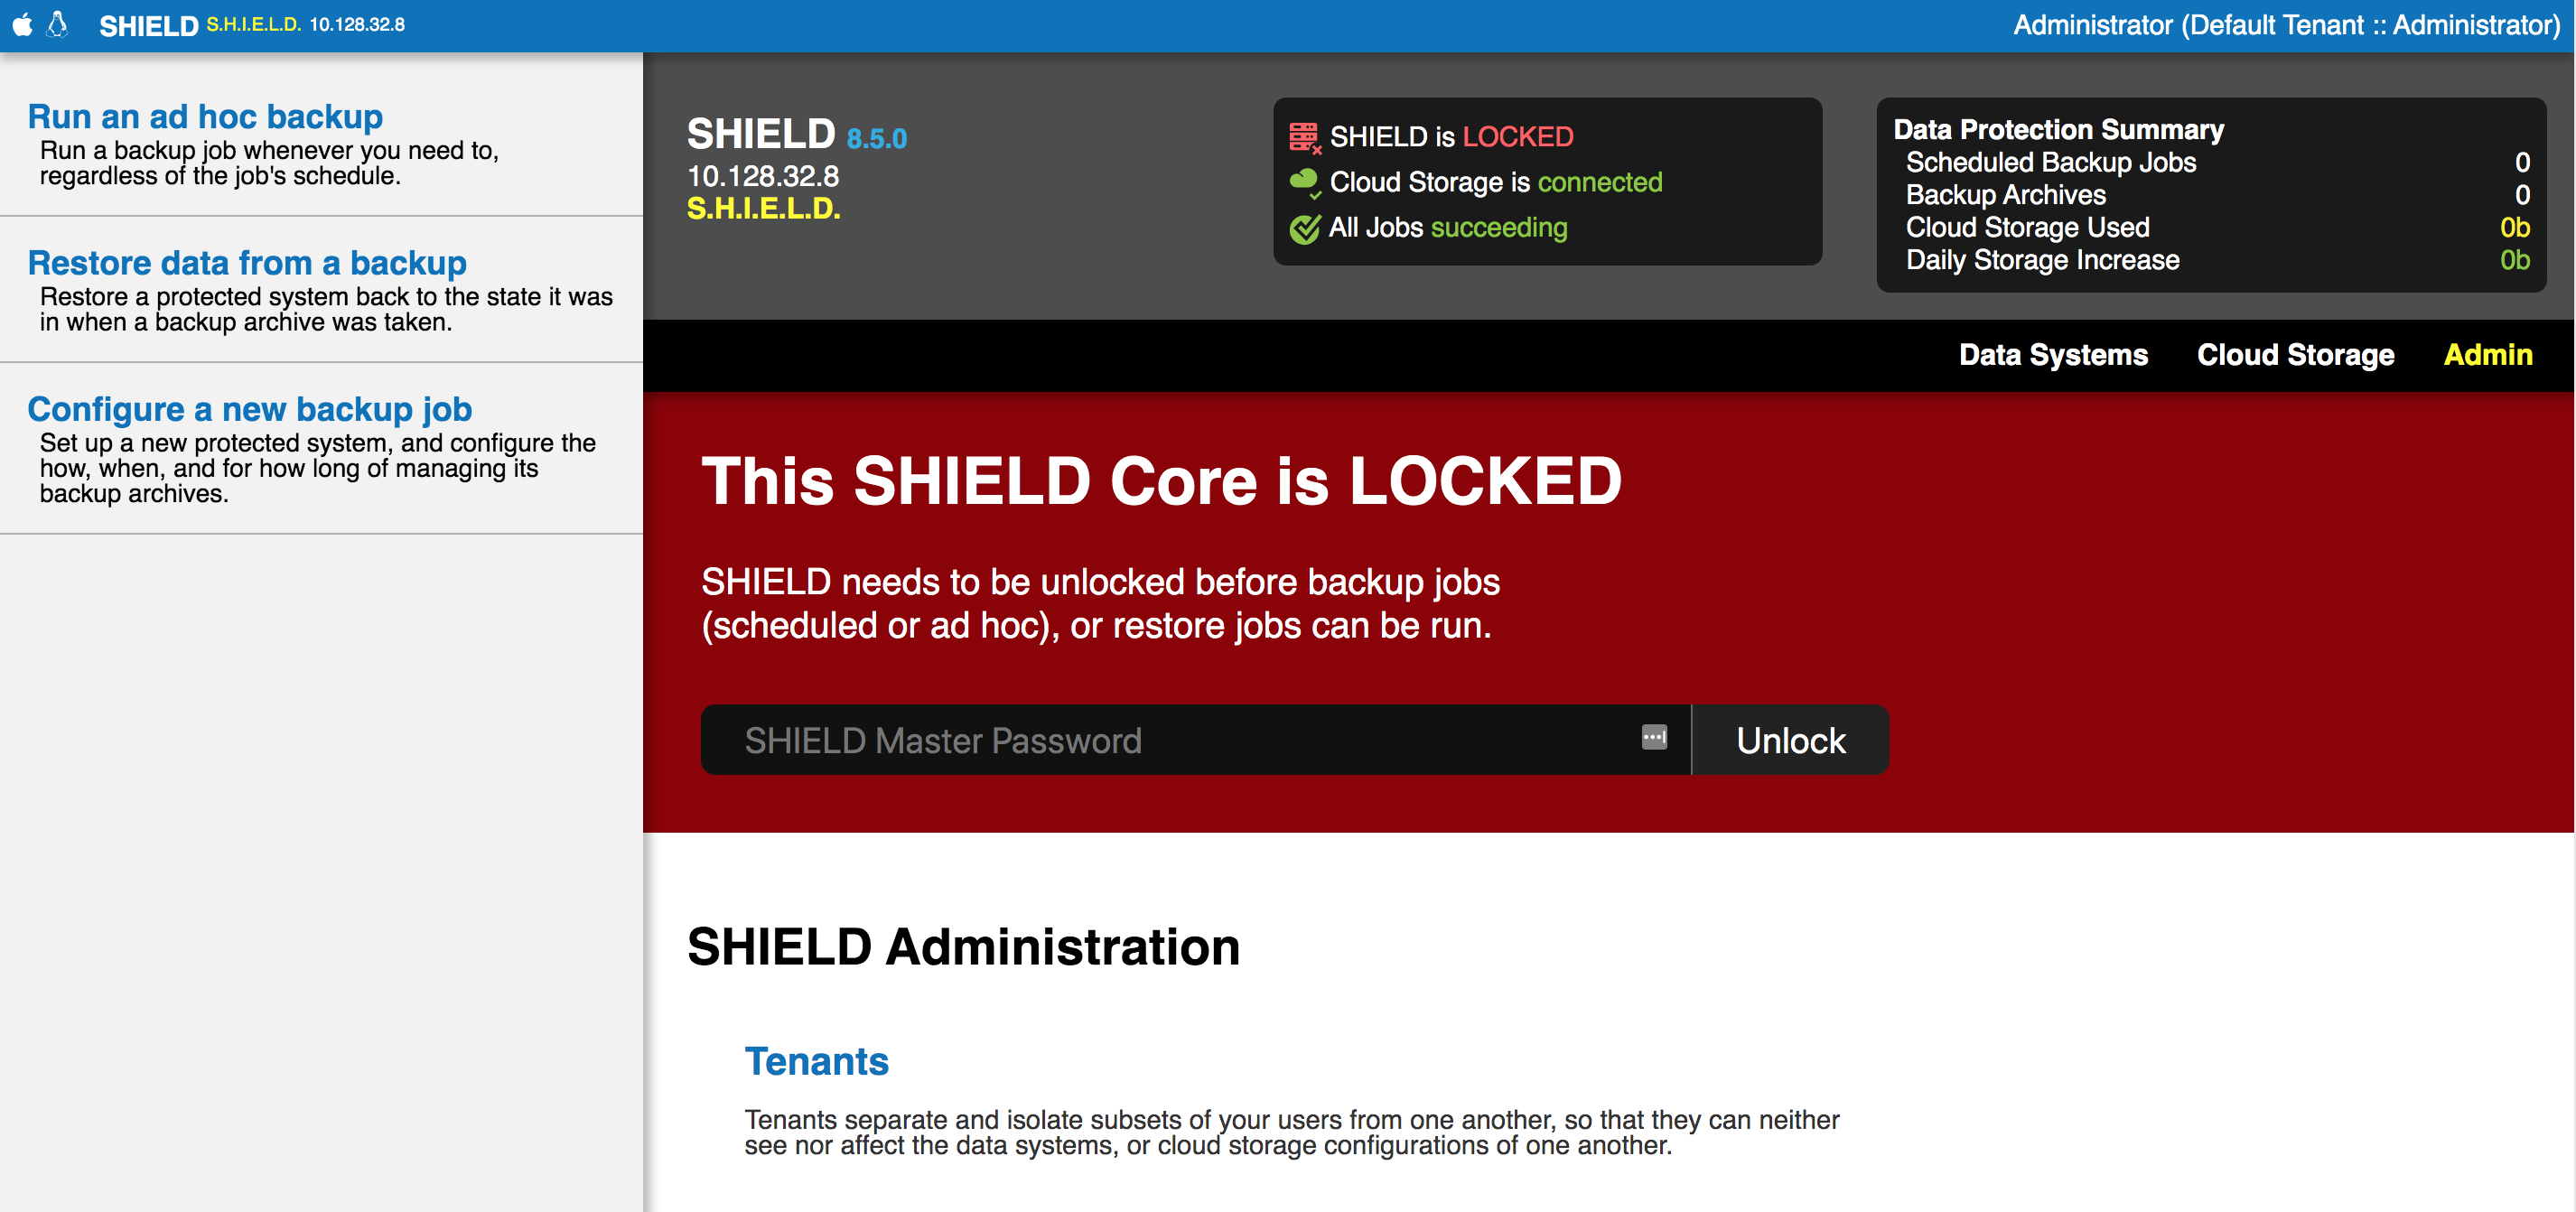 SHIELD S.H.I.E.L.D. 10.128.32.8
Administrator (Default Tenant :: Administrator)
Run an ad hoc backup
Run a backup job whenever you need to,
regardless of the job's schedule.
Restore data from a backup
Restore a protected system back to the state it was
in when a backup archive was taken.
Configure a new backup job
Set up a new protected system, and configure the
how, when, and for how long of managing its
backup archives.
SHIELD 8.5.0
10.128.32.8
S.H.I.E.L.D.
SHIELD is LOCKED
Cloud Storage is connected
All Jobs succeeding
Data Protection Summary
Scheduled Backup Jobs 0
Backup Archives 0
Cloud Storage Used 0b
Daily Storage Increase 0b
Data Systems Cloud Storage Admin
This SHIELD Core is LOCKED
SHIELD needs to be unlocked before backup jobs
(scheduled or ad hoc), or restore jobs can be run.
SHIELD Master Password Unlock
SHIELD Administration
Tenants
Tenants separate and isolate subsets of your users from one another, so that they can neither
see nor affect the data systems, or cloud storage configurations of one another.